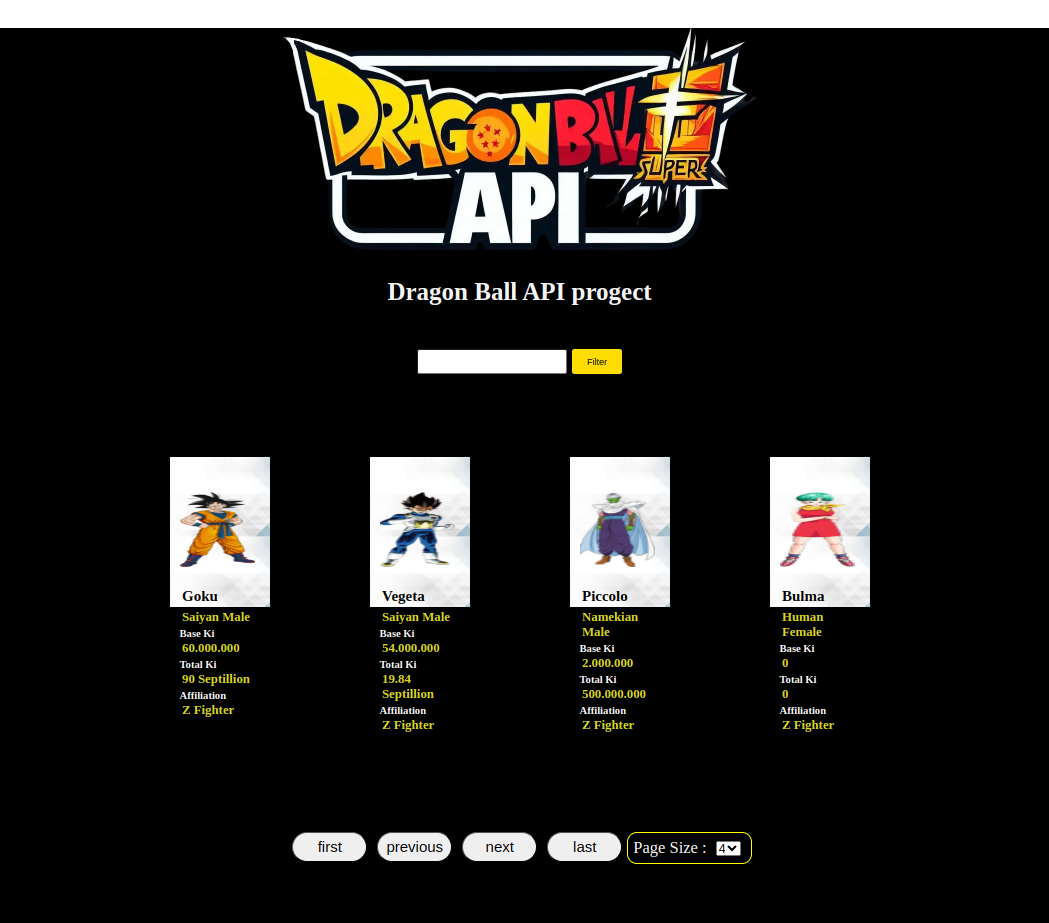 DRAGON BALL SUPER
API
Dragon Ball API progect
Filter
Goku
Saiyan Male
Base Ki
60.000.000
Total Ki
90 Septillion
Affiliation
Z Fighter
Vegeta
Saiyan Male
Base Ki
54.000.000
Total Ki
19.84
Septillion
Affiliation
Z Fighter
Piccolo
Namekian
Male
Base Ki
2.000.000
Total Ki
500.000.000
Affiliation
Z Fighter
Bulma
Human
Female
Base Ki
0
Total Ki
0
Affiliation
Z Fighter
first previous next last Page Size : 4